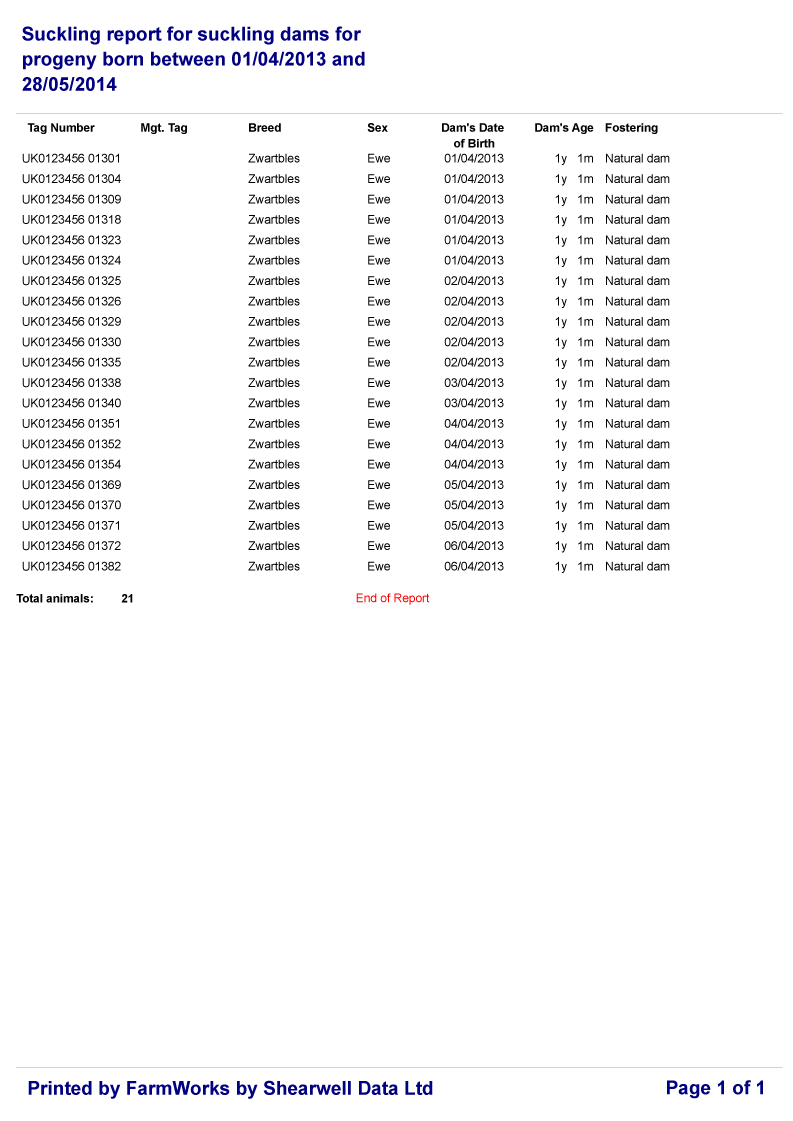 Suckling report for suckling dams for
progeny born between 01/04/2013 and
28/05/2014
Tag Number Mgt. Tag Breed Sex Dam's Date Dam's Age Fostering
of Birth
UK0123456 01301 Zwartbles Ewe 01/04/2013 1y 1m Natural dam
UK0123456 01304 Zwartbles Ewe 01/04/2013 1y 1m Natural dam
UK0123456 01309 Zwartbles Ewe 01/04/2013 1y 1m Natural dam
UK0123456 01318 Zwartbles Ewe 01/04/2013 1y 1m Natural dam
UK0123456 01323 Zwartbles Ewe 01/04/2013 1y 1m Natural dam
UK0123456 01324 Zwartbles Ewe 01/04/2013 1y 1m Natural dam
UK0123456 01325 Zwartbles Ewe 02/04/2013 1y 1m Natural dam
UK0123456 01326 Zwartbles Ewe 02/04/2013 1y 1m Natural dam
UK0123456 01329 Zwartbles Ewe 02/04/2013 1y 1m Natural dam
UK0123456 01330 Zwartbles Ewe 02/04/2013 1y 1m Natural dam
UK0123456 01335 Zwartbles Ewe 02/04/2013 1y 1m Natural dam
UK0123456 01338 Zwartbles Ewe 03/04/2013 1y 1m Natural dam
UK0123456 01340 Zwartbles Ewe 03/04/2013 1y 1m Natural dam
UK0123456 01351 Zwartbles Ewe 04/04/2013 1y 1m Natural dam
UK0123456 01352 Zwartbles Ewe 04/04/2013 1y 1m Natural dam
UK0123456 01354 Zwartbles Ewe 04/04/2013 1y 1m Natural dam
UK0123456 01369 Zwartbles Ewe 05/04/2013 1y 1m Natural dam
UK0123456 01370 Zwartbles Ewe 05/04/2013 1y 1m Natural dam
UK0123456 01371 Zwartbles Ewe 05/04/2013 1y 1m Natural dam
UK0123456 01372 Zwartbles Ewe 06/04/2013 1y 1m Natural dam
UK0123456 01382 Zwartbles Ewe 06/04/2013 1y 1m Natural dam
Total animals: 21 End of Report
Printed by FarmWorks by Shearwell Data Ltd Page 1 of 1